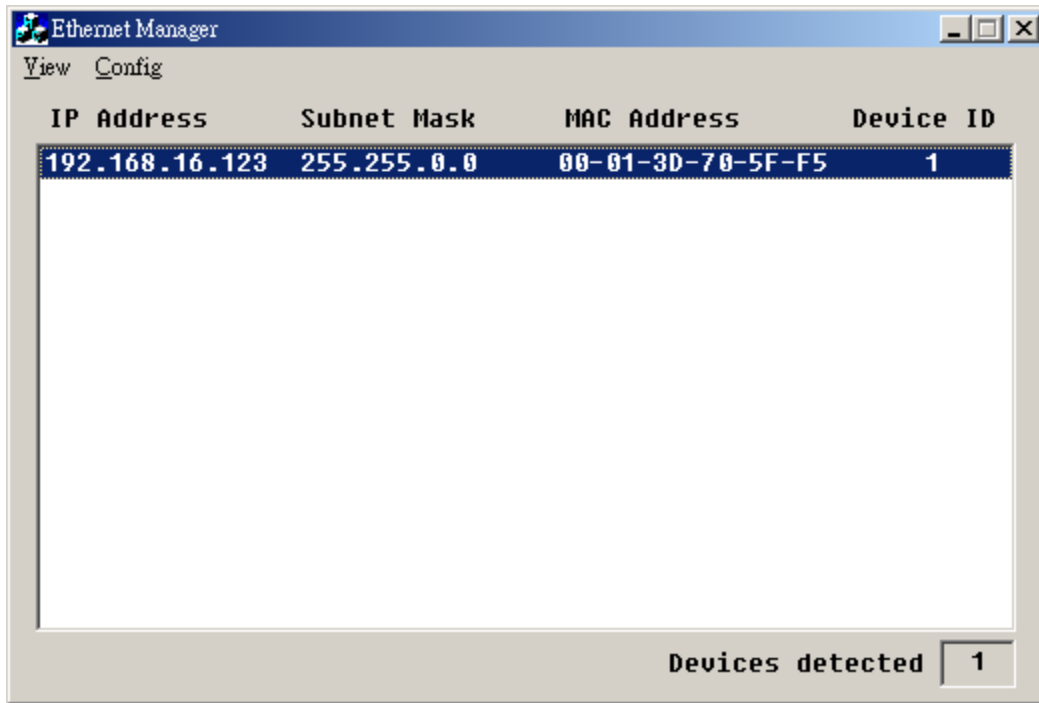 Ethernet Manager
View Config
IP Address Subnet Mask MAC Address Device ID
192.168.16.123 255.255.0.0 00-01-3D-70-5F-F5 1
Devices detected 1